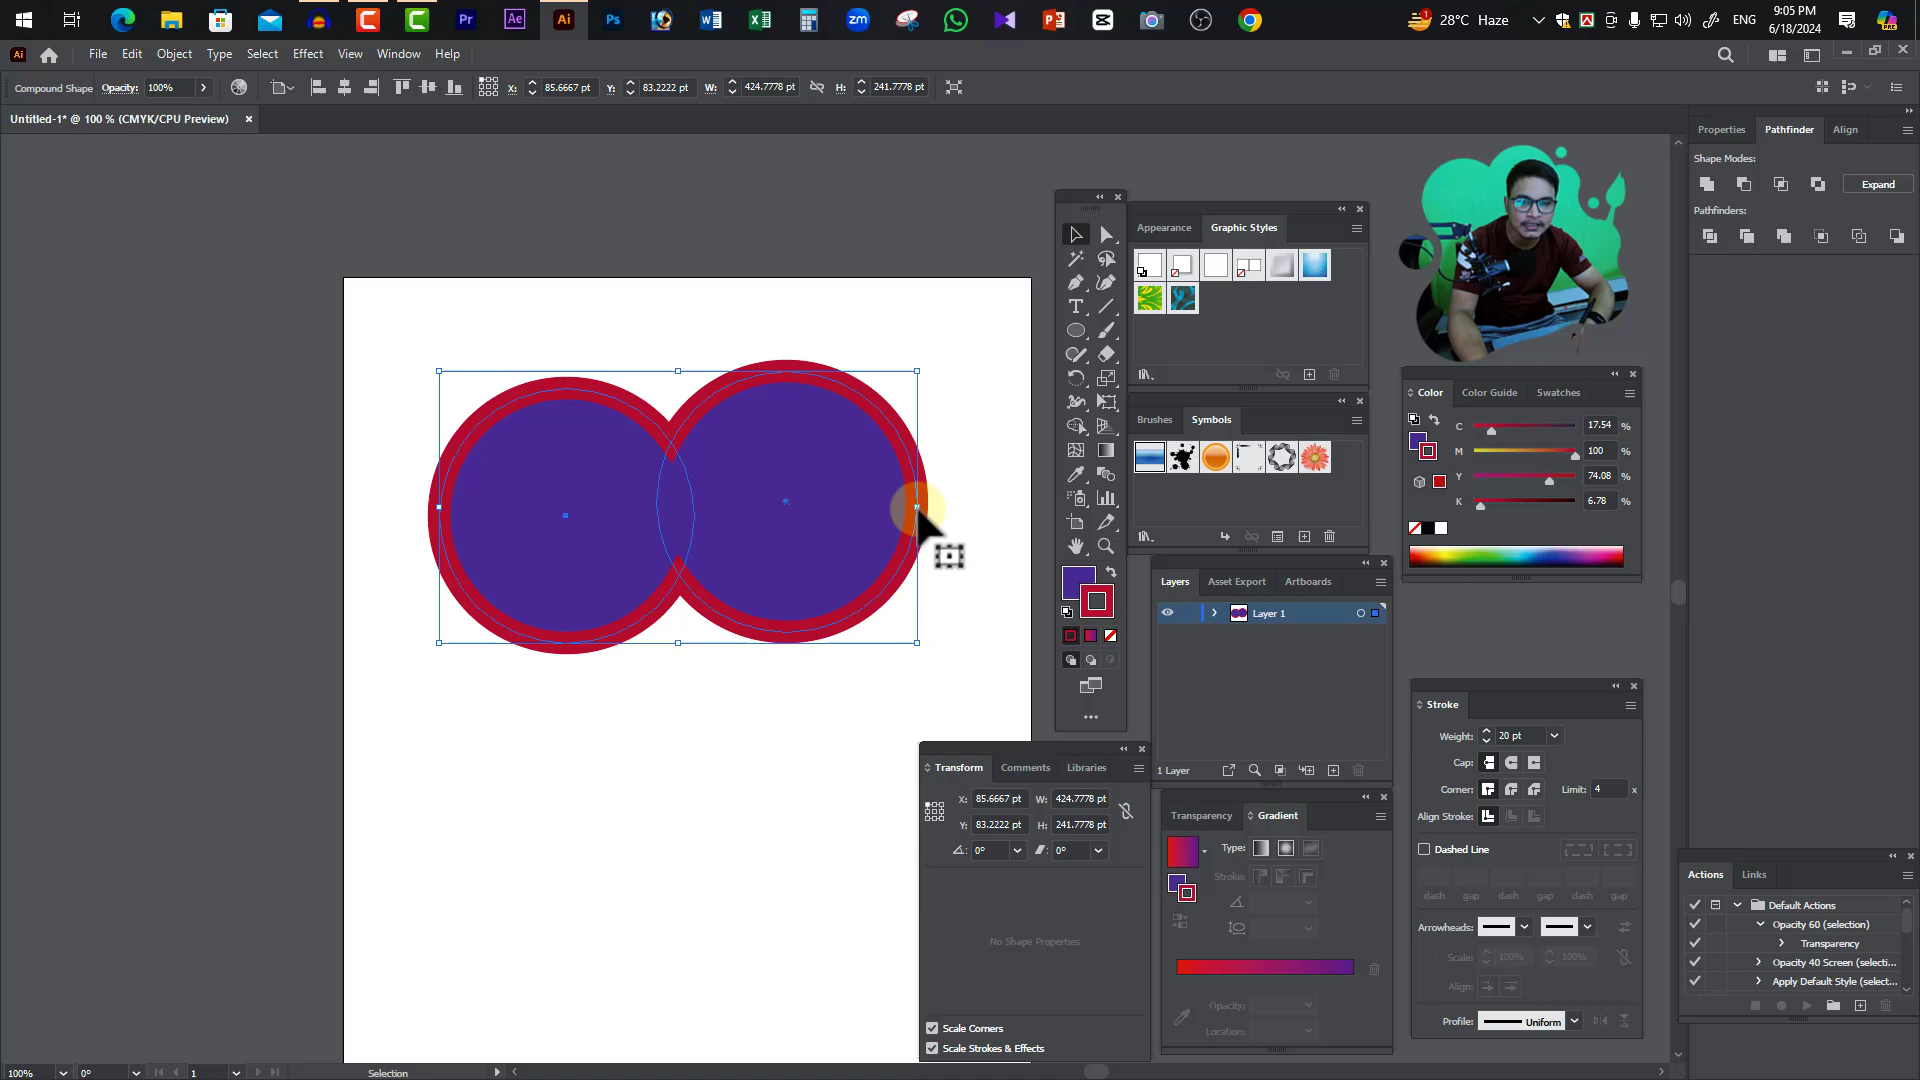 Pr
Ae
Ai
Ps
zm
28°C Haze
ENG
9:05 PM
6/18/2024
Ai
File Edit Object Type Select Effect View Window Help
Compound Shape Opacity: 100% X: 85.6667 pt Y: 83.2222 pt W: 424.7778 pt H: 241.7778 pt
Untitled-1* @ 100 % (CMYK/CPU Preview) ×
Properties Pathfinder Align
Shape Modes:
Expand
Pathfinders:
Appearance Graphic Styles
Brushes Symbols
Color Color Guide Swatches
C 17.54 %
M 100 %
Y 74.08 %
K 6.78 %
Layers Asset Export Artboards
Layer 1
1 Layer
Stroke
Weight: 20 pt
Cap:
Corner: Limit: 4 x
Align Stroke:
Dashed Line
dash gap dash gap dash gap
Arrowheads:
Scale: 100% 100%
Align:
Profile: Uniform
Transform Comments Libraries
X: 85.6667 pt W: 424.7778 pt
Y: 83.2222 pt H: 241.7778 pt
0° 0°
No Shape Properties
Scale Corners
Scale Strokes & Effects
Transparency Gradient
Type:
Stroke:
Opacity:
Location:
Actions Links
Default Actions
Opacity 60 (selection)
Transparency
Opacity 40 Screen (selecti...
Apply Default Style (select...
100% 0° 1 Selection